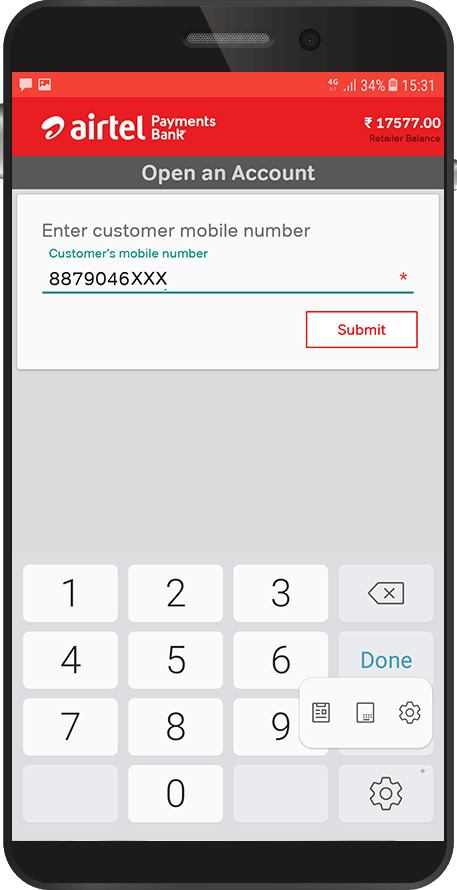 4G 34% 15:31
airtel Payments Bank
₹ 17577.00
Retailer Balance
Open an Account
Enter customer mobile number
Customer's mobile number
8879046XXX *
Submit
1 2 3
4 5 6 Done
7 8 9
0